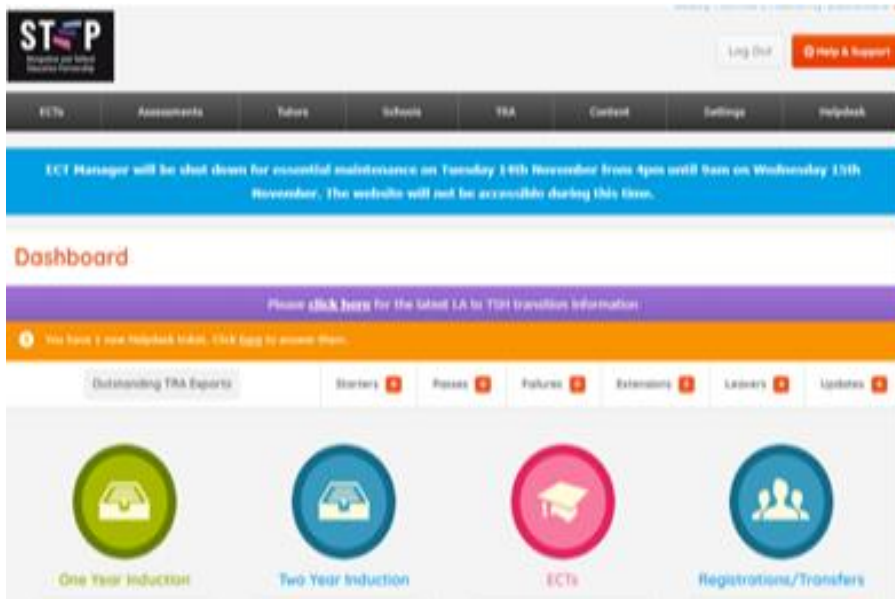 STEP
Education Partnership
Log Out
Help & Support
ECTs
Assessments
Tutors
Schools
TRA
Content
Settings
Helpdesk
ECT Manager will be shut down for essential maintenance on Tuesday 14th November from 4pm until 9am on Wednesday 15th
November. The website will not be accessible during this time.
Dashboard
Please click here for the latest LA to TSH transition information
You have 1 new Helpdesk ticket. Click here to answer them.
Outstanding TRA Exports
Starters
Passes
Failures
Extensions
Leavers
Updates
One Year Induction
Two Year Induction
ECTs
Registrations/Transfers